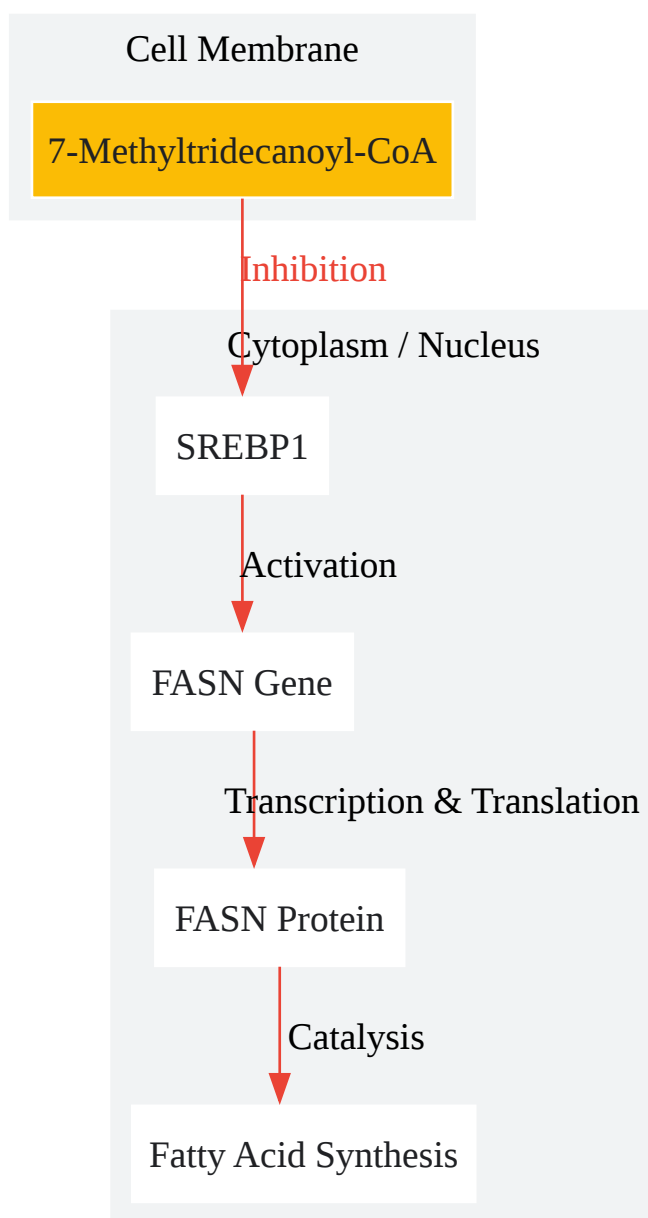 Cell Membrane
7-Methyltridecanoyl-CoA
Inhibition
Cytoplasm / Nucleus
SREBP1
Activation
FASN Gene
Transcription & Translation
FASN Protein
Catalysis
Fatty Acid Synthesis